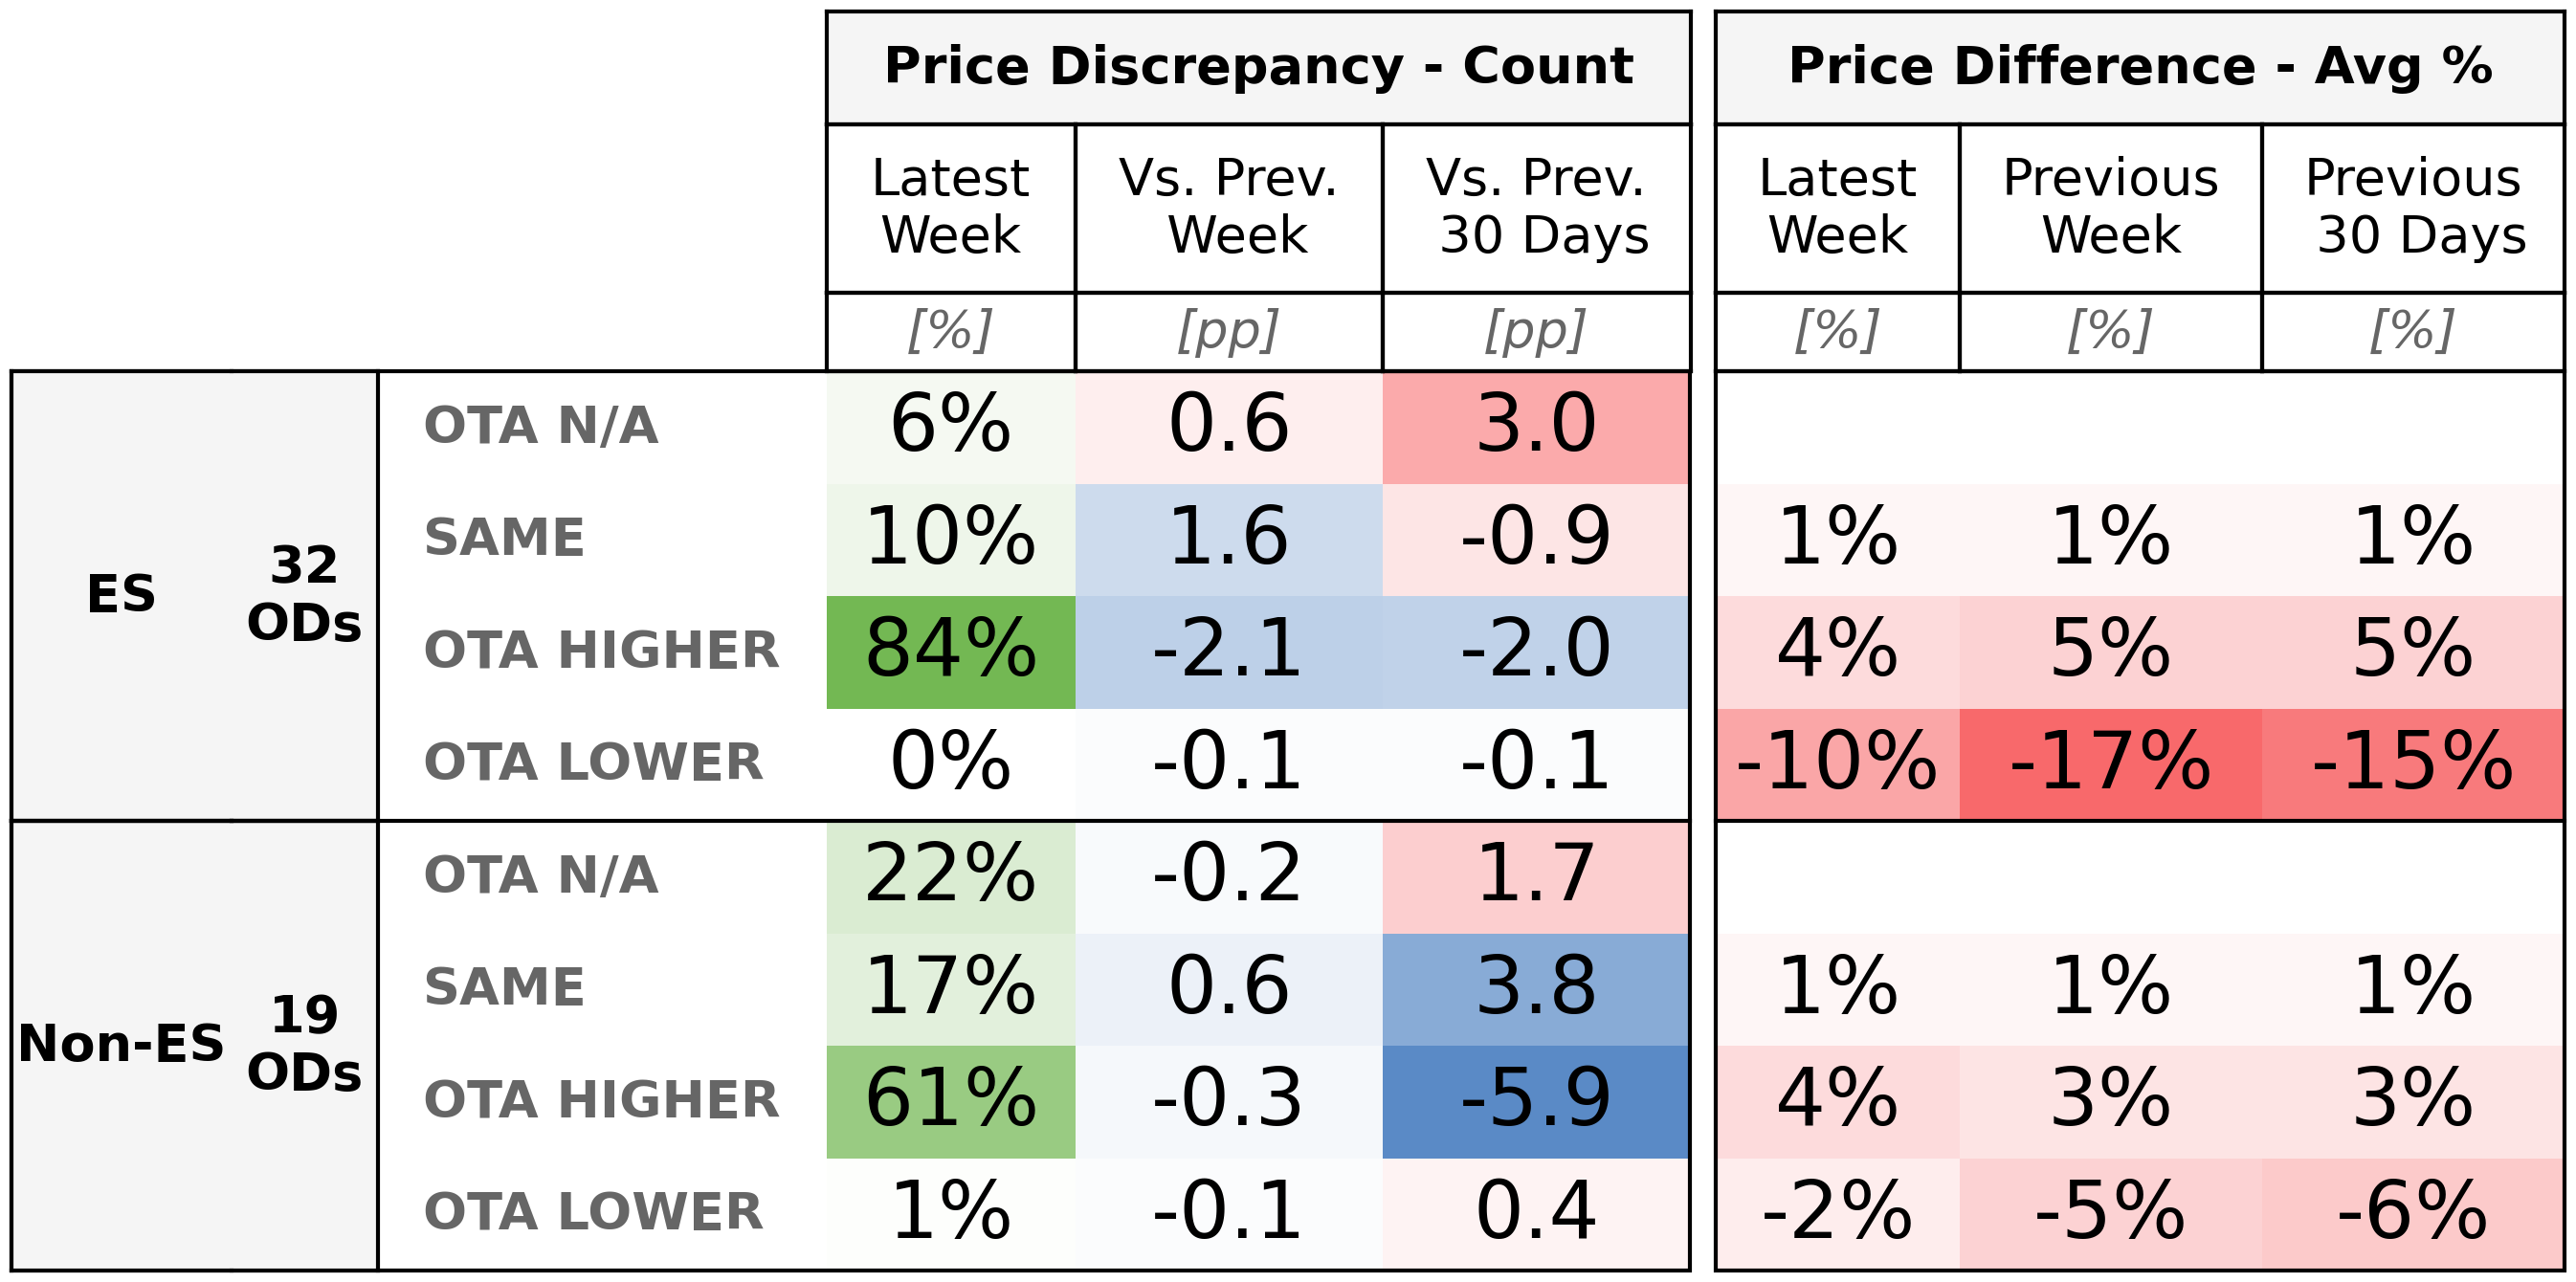 Price Discrepancy - Count Price Difference - Avg %
Latest Week Vs. Prev. Week Vs. Prev. 30 Days Latest Week Previous Week Previous 30 Days
[%] [pp] [pp] [%] [%] [%]
ES 32 ODs
OTA N/A 6% 0.6 3.0
SAME 10% 1.6 -0.9 1% 1% 1%
OTA HIGHER 84% -2.1 -2.0 4% 5% 5%
OTA LOWER 0% -0.1 -0.1 -10% -17% -15%
Non-ES 19 ODs
OTA N/A 22% -0.2 1.7
SAME 17% 0.6 3.8 1% 1% 1%
OTA HIGHER 61% -0.3 -5.9 4% 3% 3%
OTA LOWER 1% -0.1 0.4 -2% -5% -6%